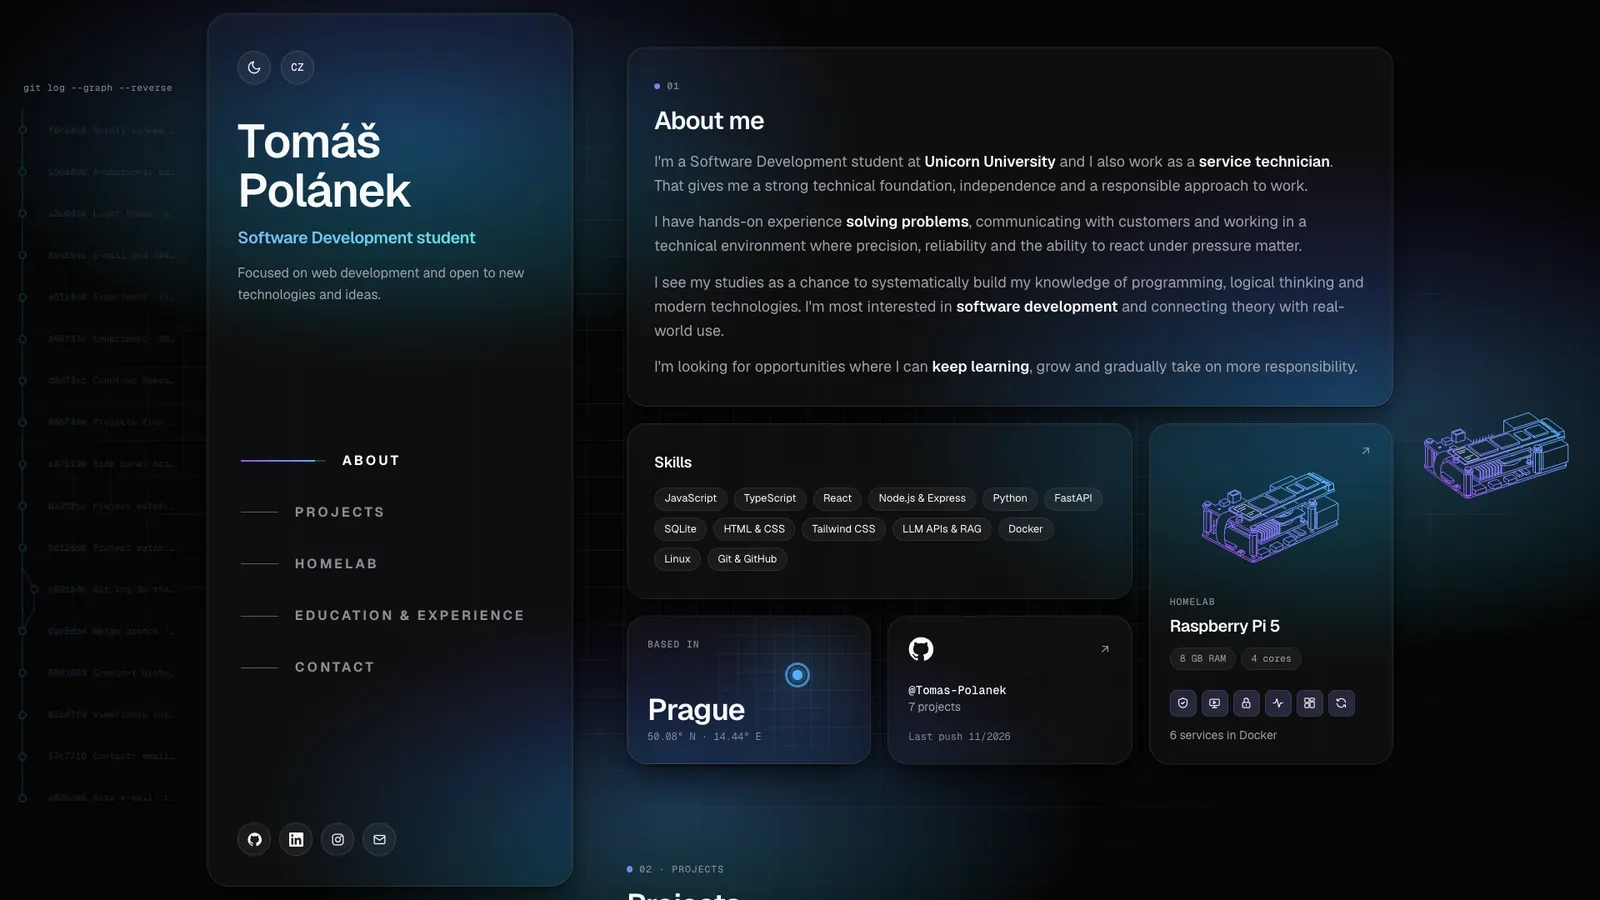 git log --graph --reverse
CZ
Tomáš
Polánek
Software Development student
Focused on web development and open to new
technologies and ideas.
ABOUT
PROJECTS
HOMELAB
EDUCATION & EXPERIENCE
CONTACT
01
About me
I'm a Software Development student at Unicorn University and I also work as a service technician.
That gives me a strong technical foundation, independence and a responsible approach to work.
I have hands-on experience solving problems, communicating with customers and working in a
technical environment where precision, reliability and the ability to react under pressure matter.
I see my studies as a chance to systematically build my knowledge of programming, logical thinking and
modern technologies. I'm most interested in software development and connecting theory with real-
world use.
I'm looking for opportunities where I can keep learning, grow and gradually take on more responsibility.
Skills
JavaScript TypeScript React Node.js & Express Python FastAPI
SQLite HTML & CSS Tailwind CSS LLM APIs & RAG Docker
Linux Git & GitHub
BASED IN
Prague
50.08° N · 14.44° E
@Tomas-Polanek
7 projects
Last push 11/2026
HOMELAB
Raspberry Pi 5
8 GB RAM 4 cores
6 services in Docker
02 · PROJECTS
Projects